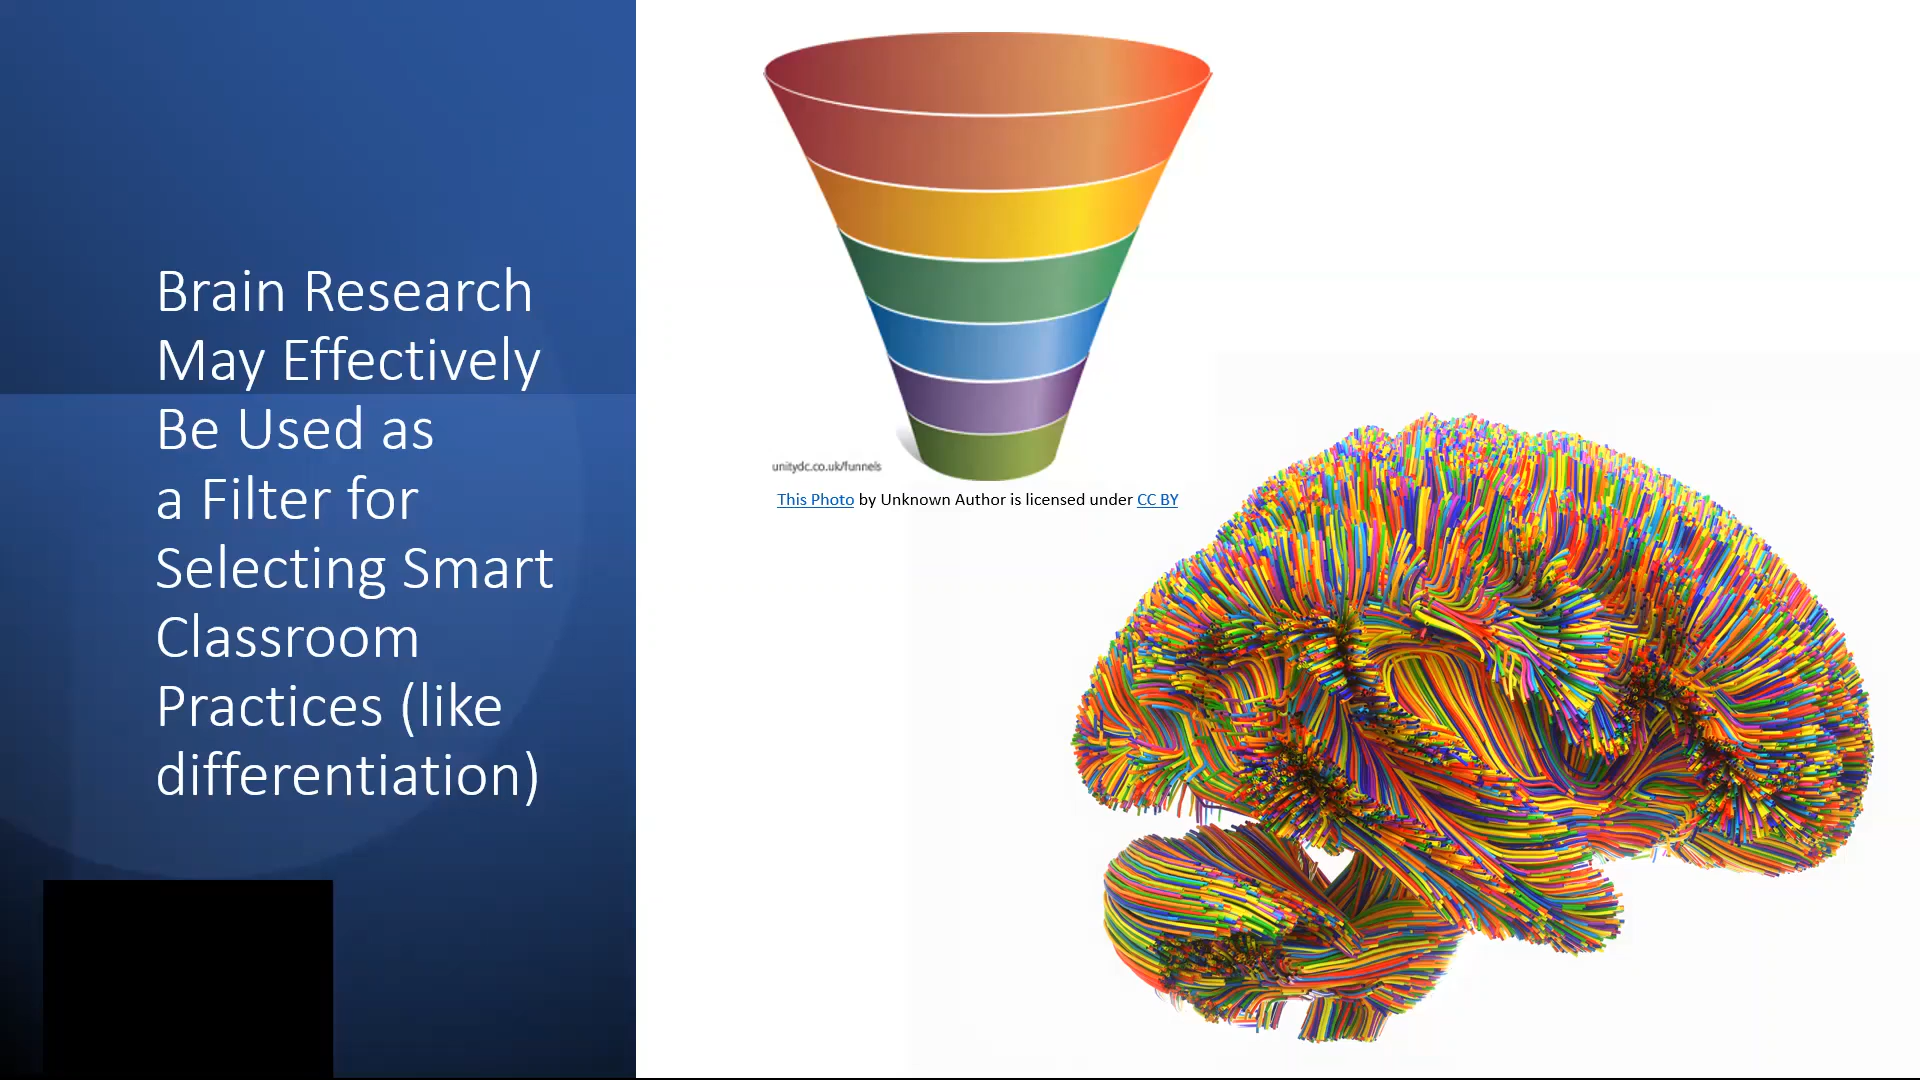 Brain Research
May Effectively
Be Used as
a Filter for
Selecting Smart
Classroom
Practices (like
differentiation)
unitydc.co.uk/funnels
This Photo by Unknown Author is licensed under CC BY